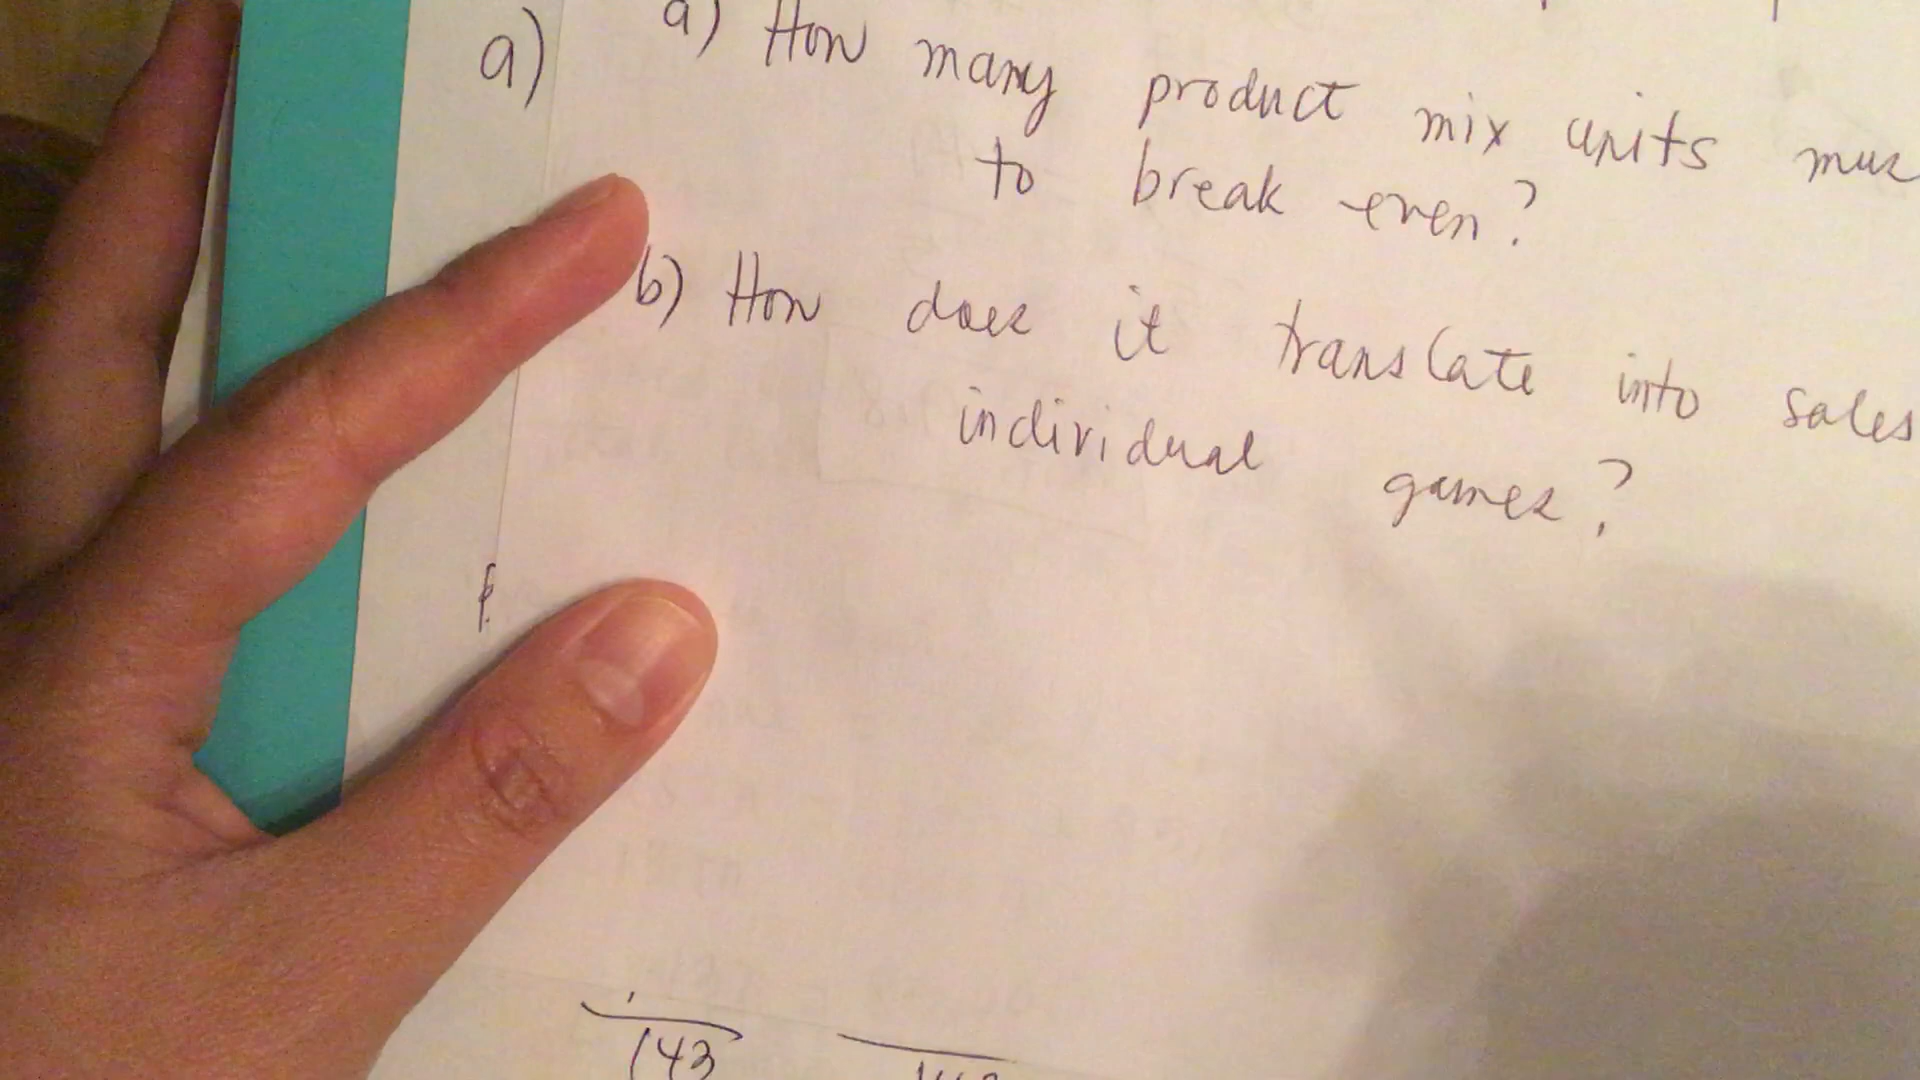 a) a) How many product mix units
to break even?
b) How does it translate into sales
individual games?
143